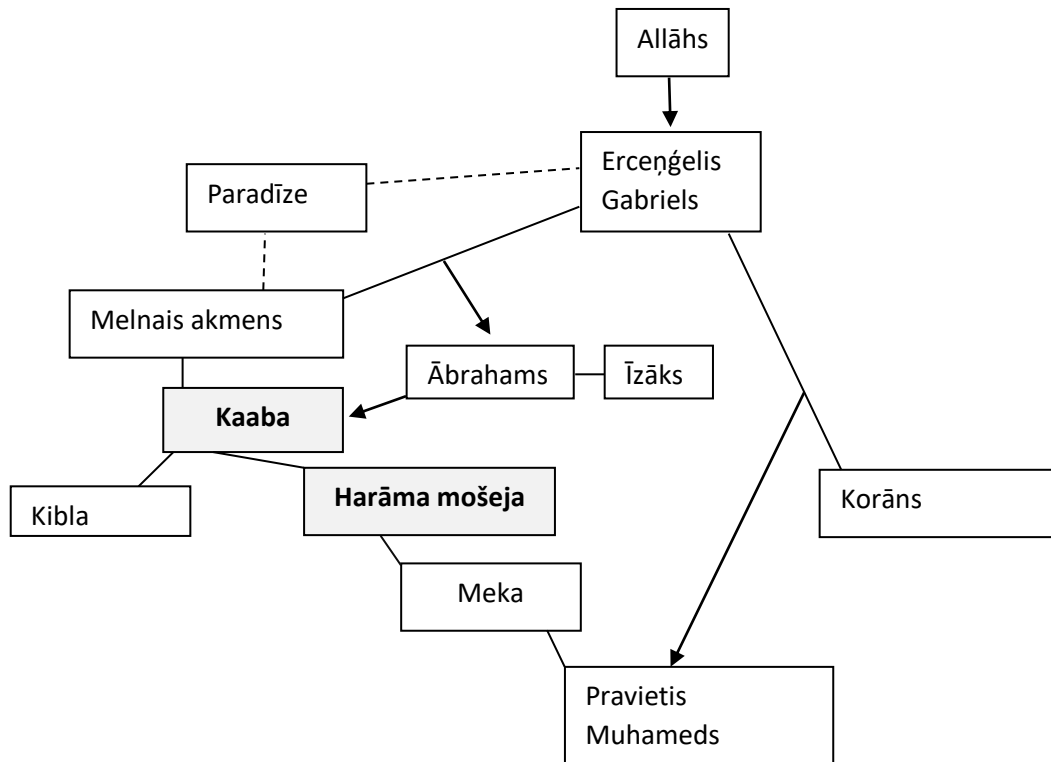 Allāhs
Erceņģelis
Gabriels
Paradīze
Melnais akmens
Ābrahams
Īzāks
Kaaba
Harāma mošeja
Kibla
Korāns
Meka
Pravietis
Muhameds